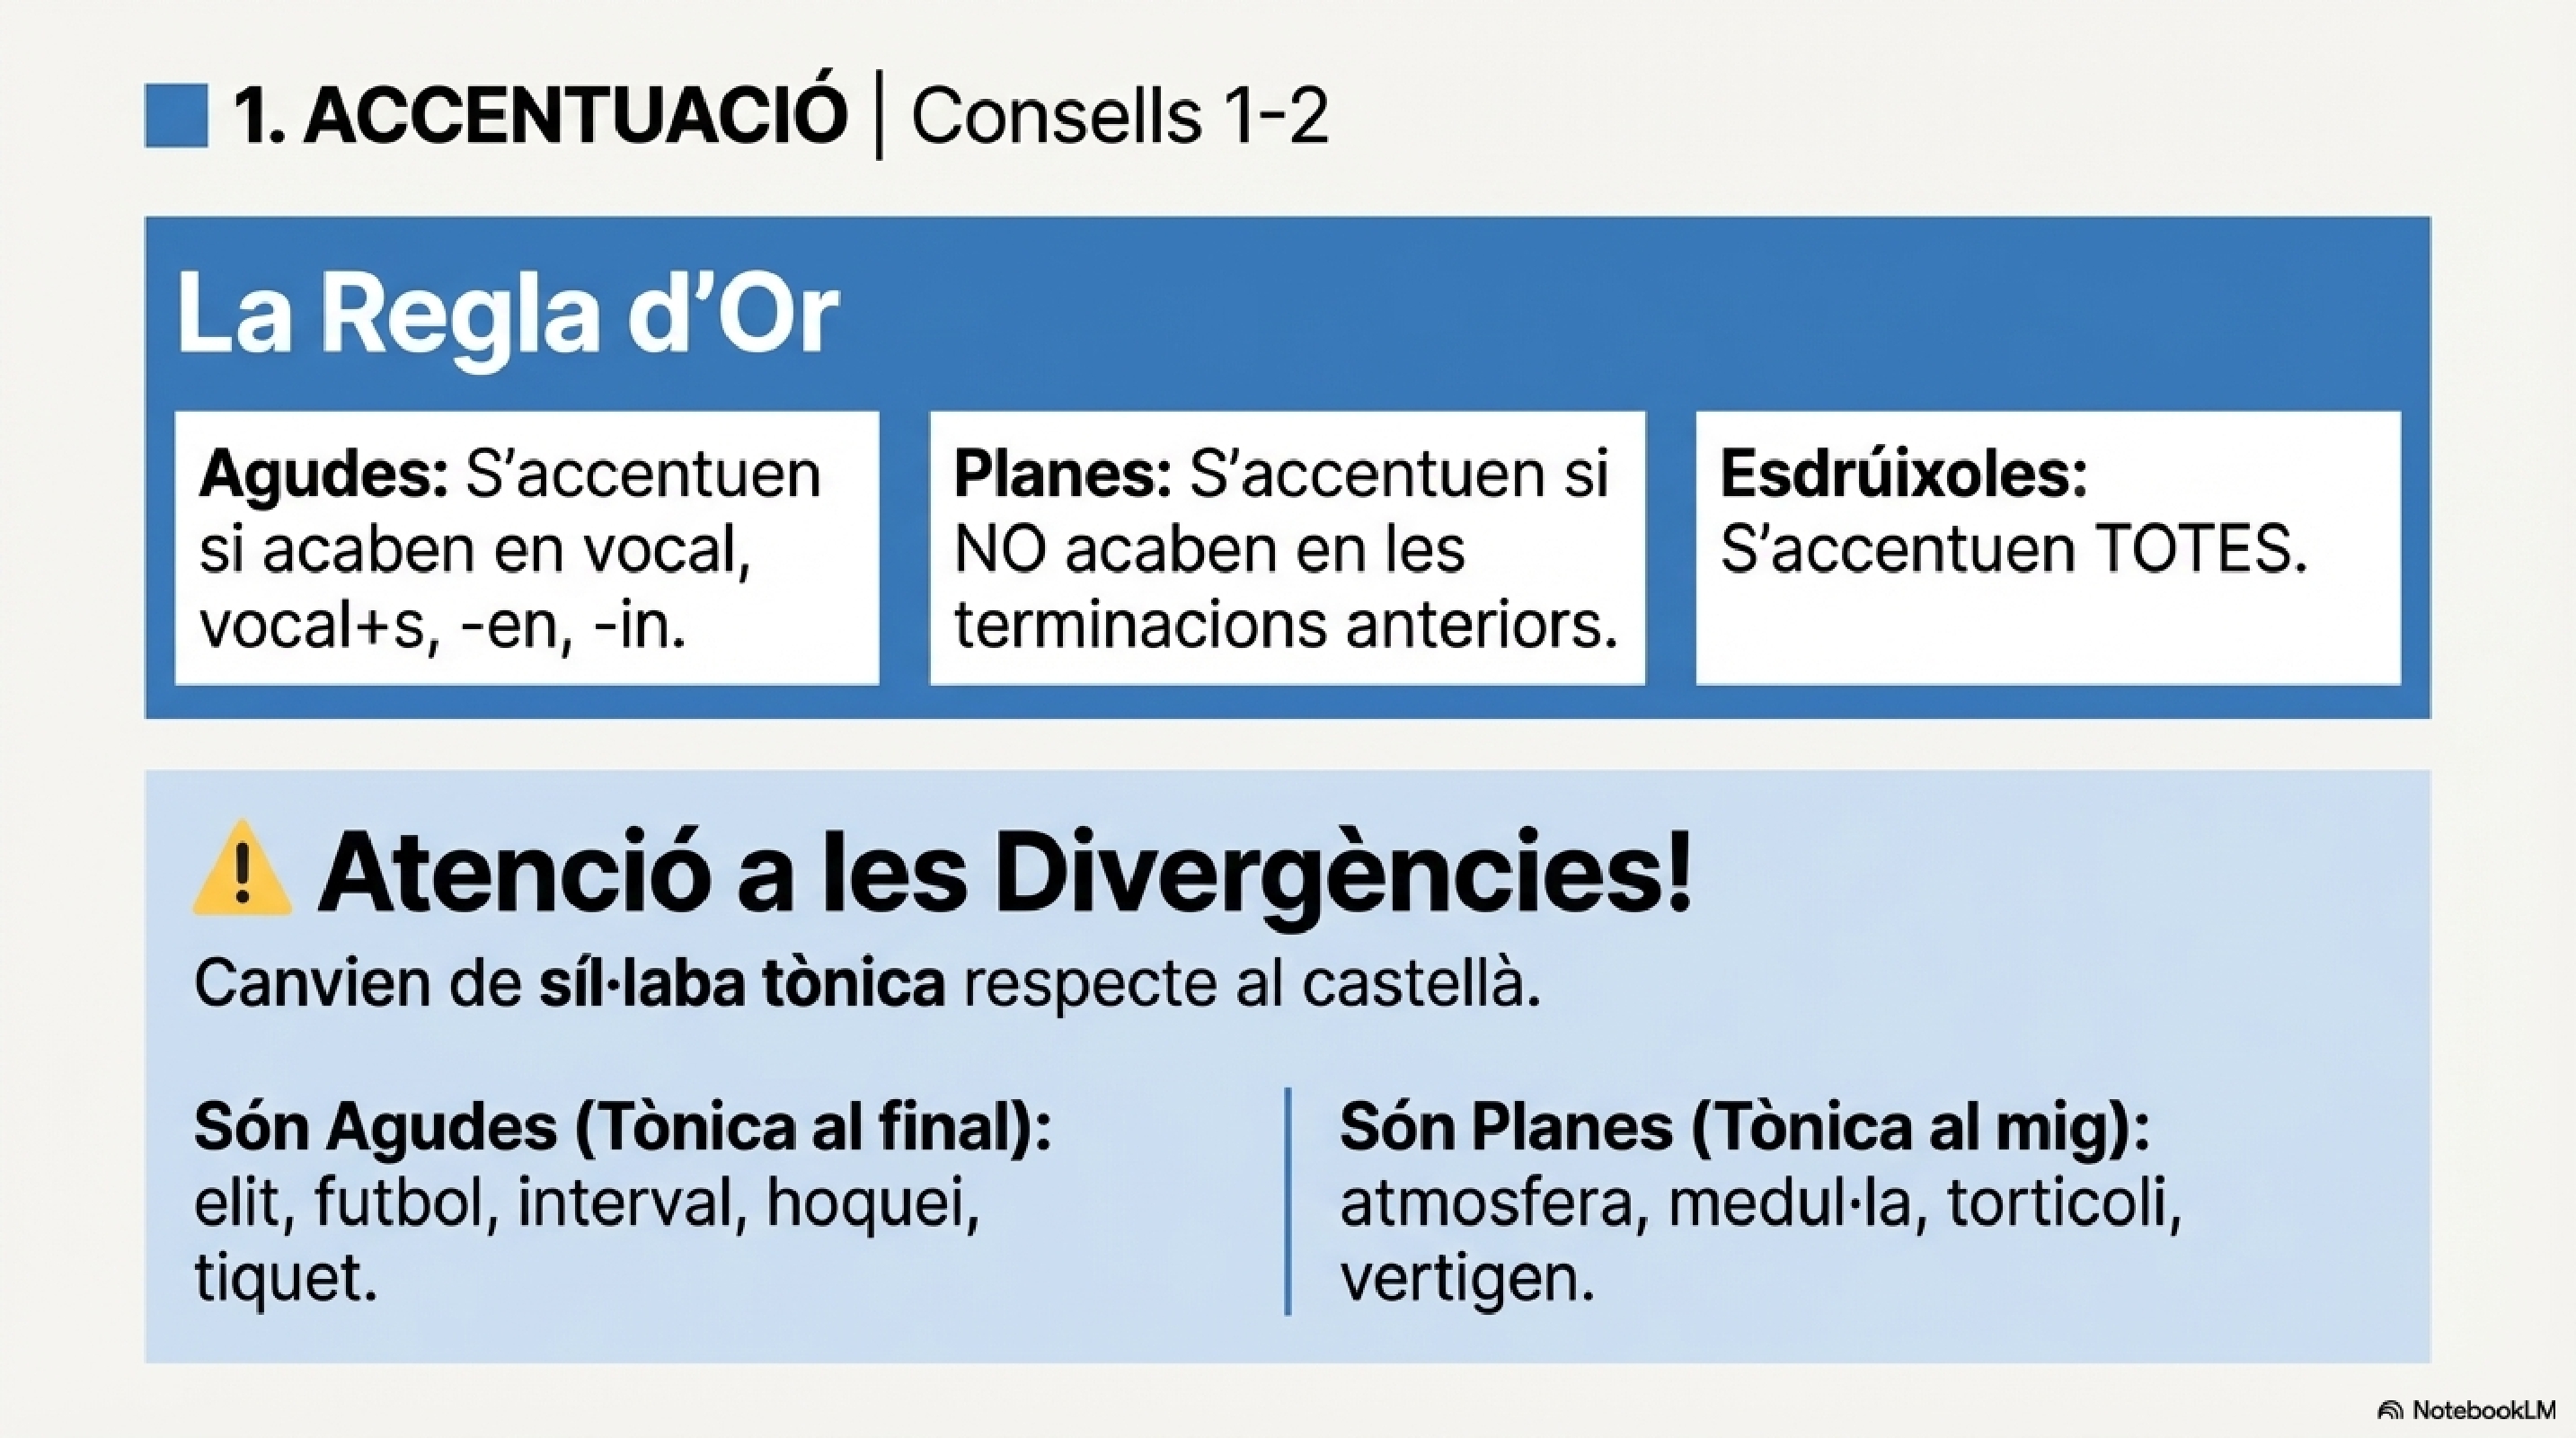 1. ACCENTUACIÓ | Consells 1-2
La Regla d’Or
Agudes: S’accentuen
si acaben en vocal,
vocal+s, -en, -in.
Planes: S’accentuen si
NO acaben en les
terminacions anteriors.
Esdrúixoles:
S’accentuen TOTES.
Atenció a les Divergències!
Canvien de síl·laba tònica respecte al castellà.
Són Agudes (Tònica al final):
elit, futbol, interval, hoquei,
tiquet.
Són Planes (Tònica al mig):
atmosfera, medul·la, torticoli,
vertigen.
NotebookLM